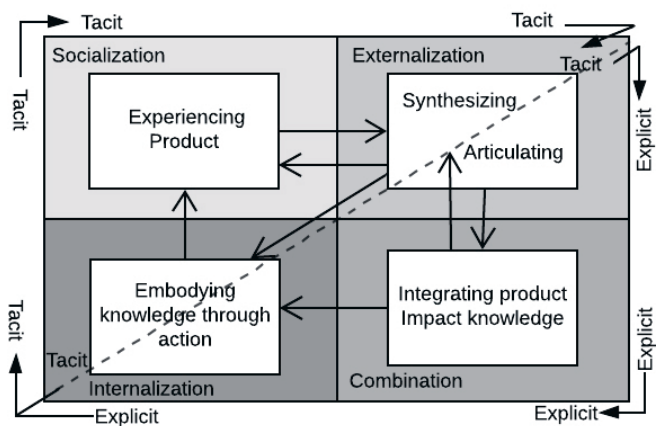 Tacit
Tacit
Socialization
Externalization
Tacit
Tacit
Synthesizing
Experiencing
Product
Articulating
Explicit
Embodying
knowledge through
action
Integrating product
Impact knowledge
Tacit
Tacit
Internalization
Combination
Explicit
Explicit
Explicit